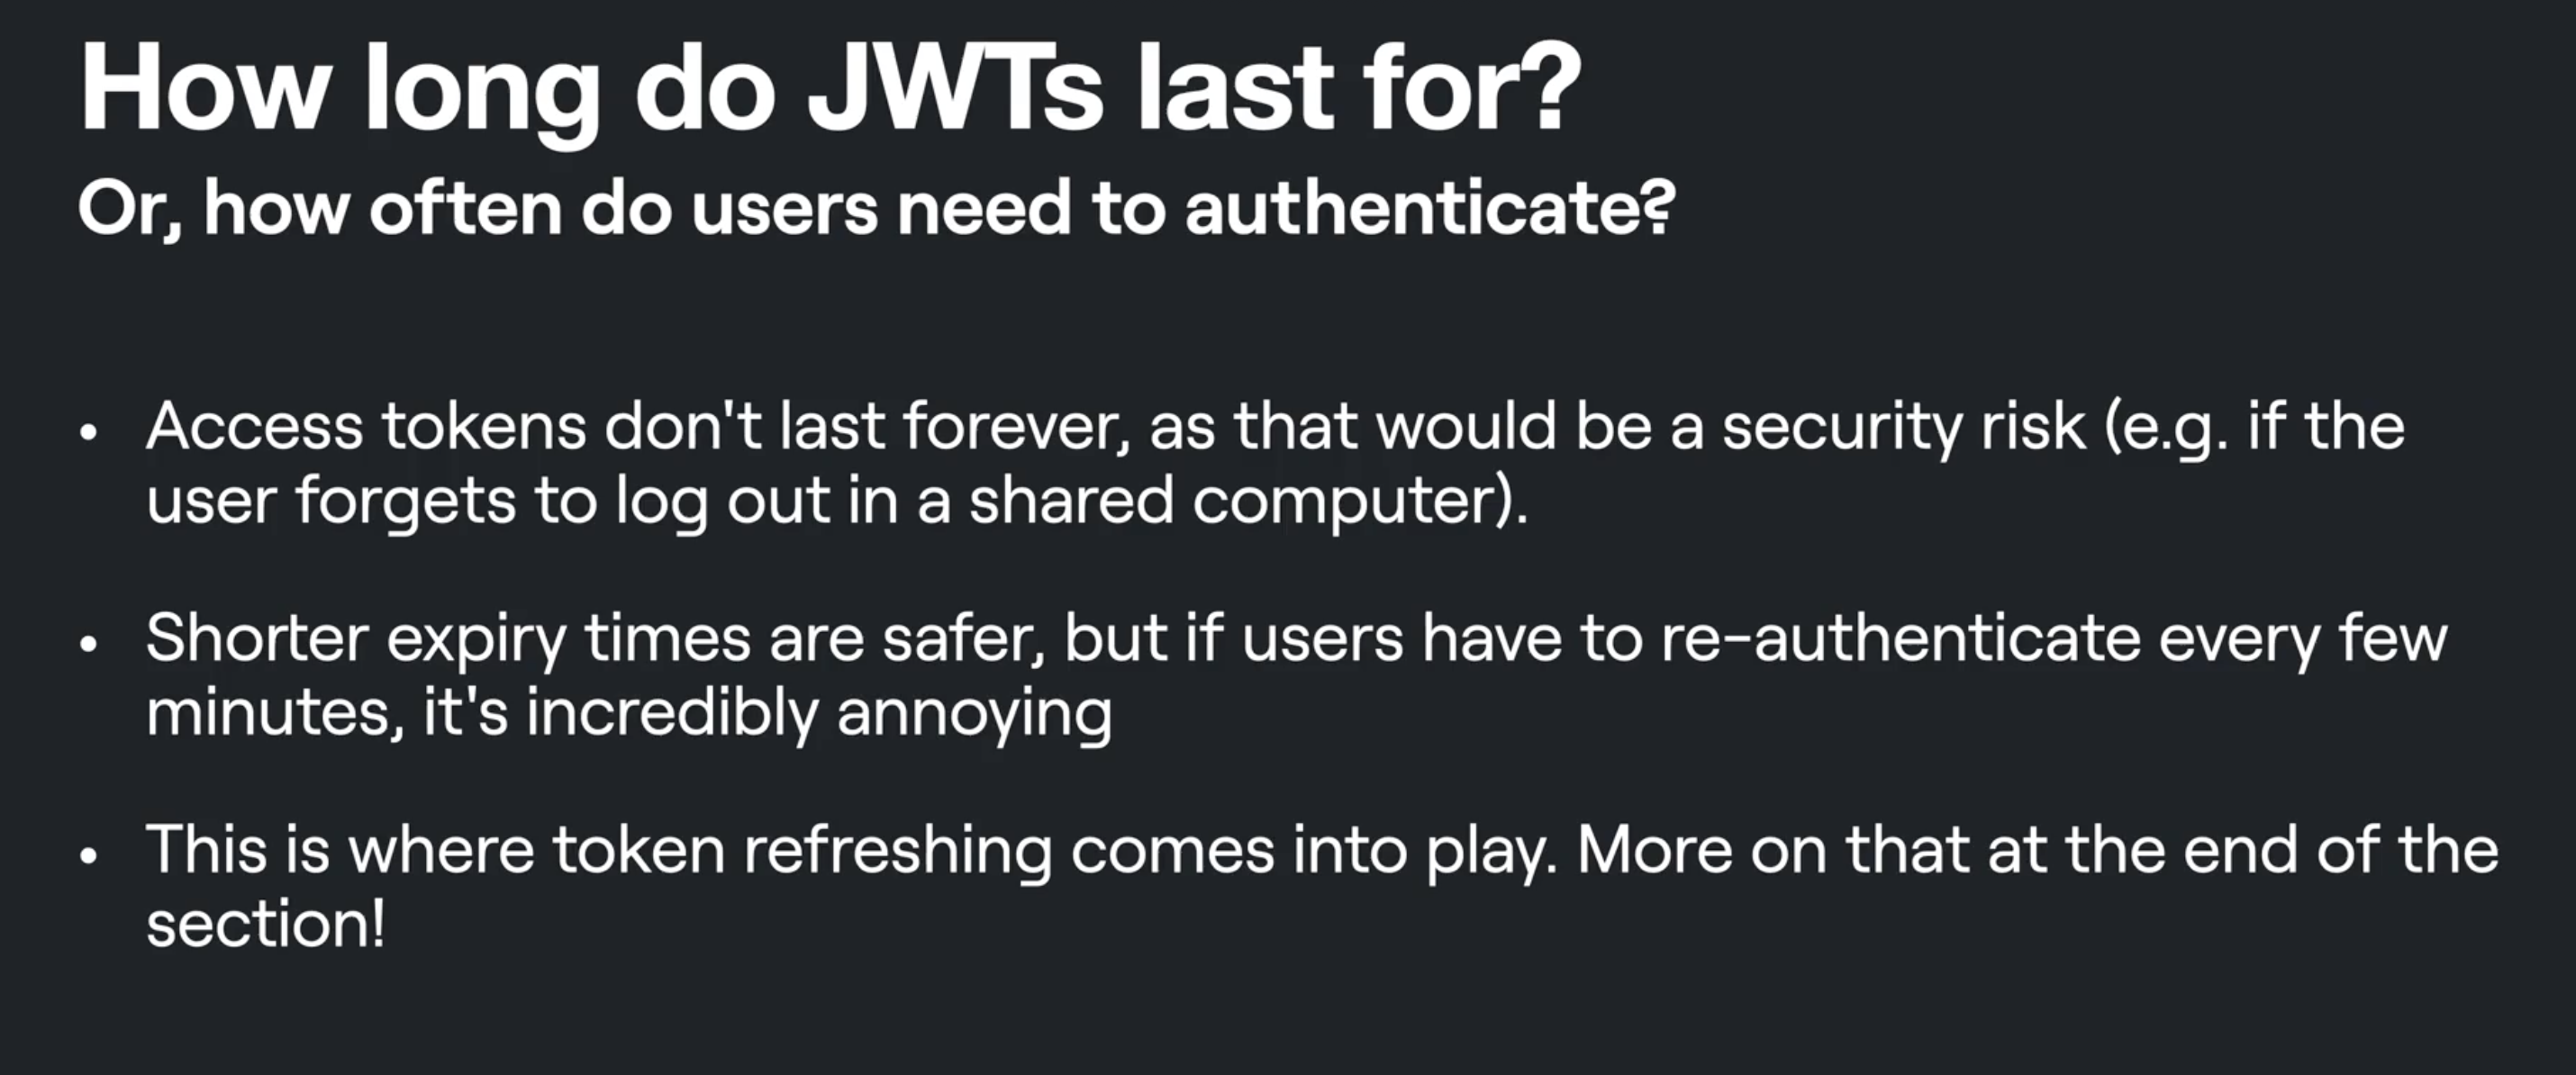 How long do JWTs last for?
Or, how often do users need to authenticate?
• Access tokens don't last forever, as that would be a security risk (e.g. if the
user forgets to log out in a shared computer).
• Shorter expiry times are safer, but if users have to re-authenticate every few
minutes, it's incredibly annoying
• This is where token refreshing comes into play. More on that at the end of the
section!